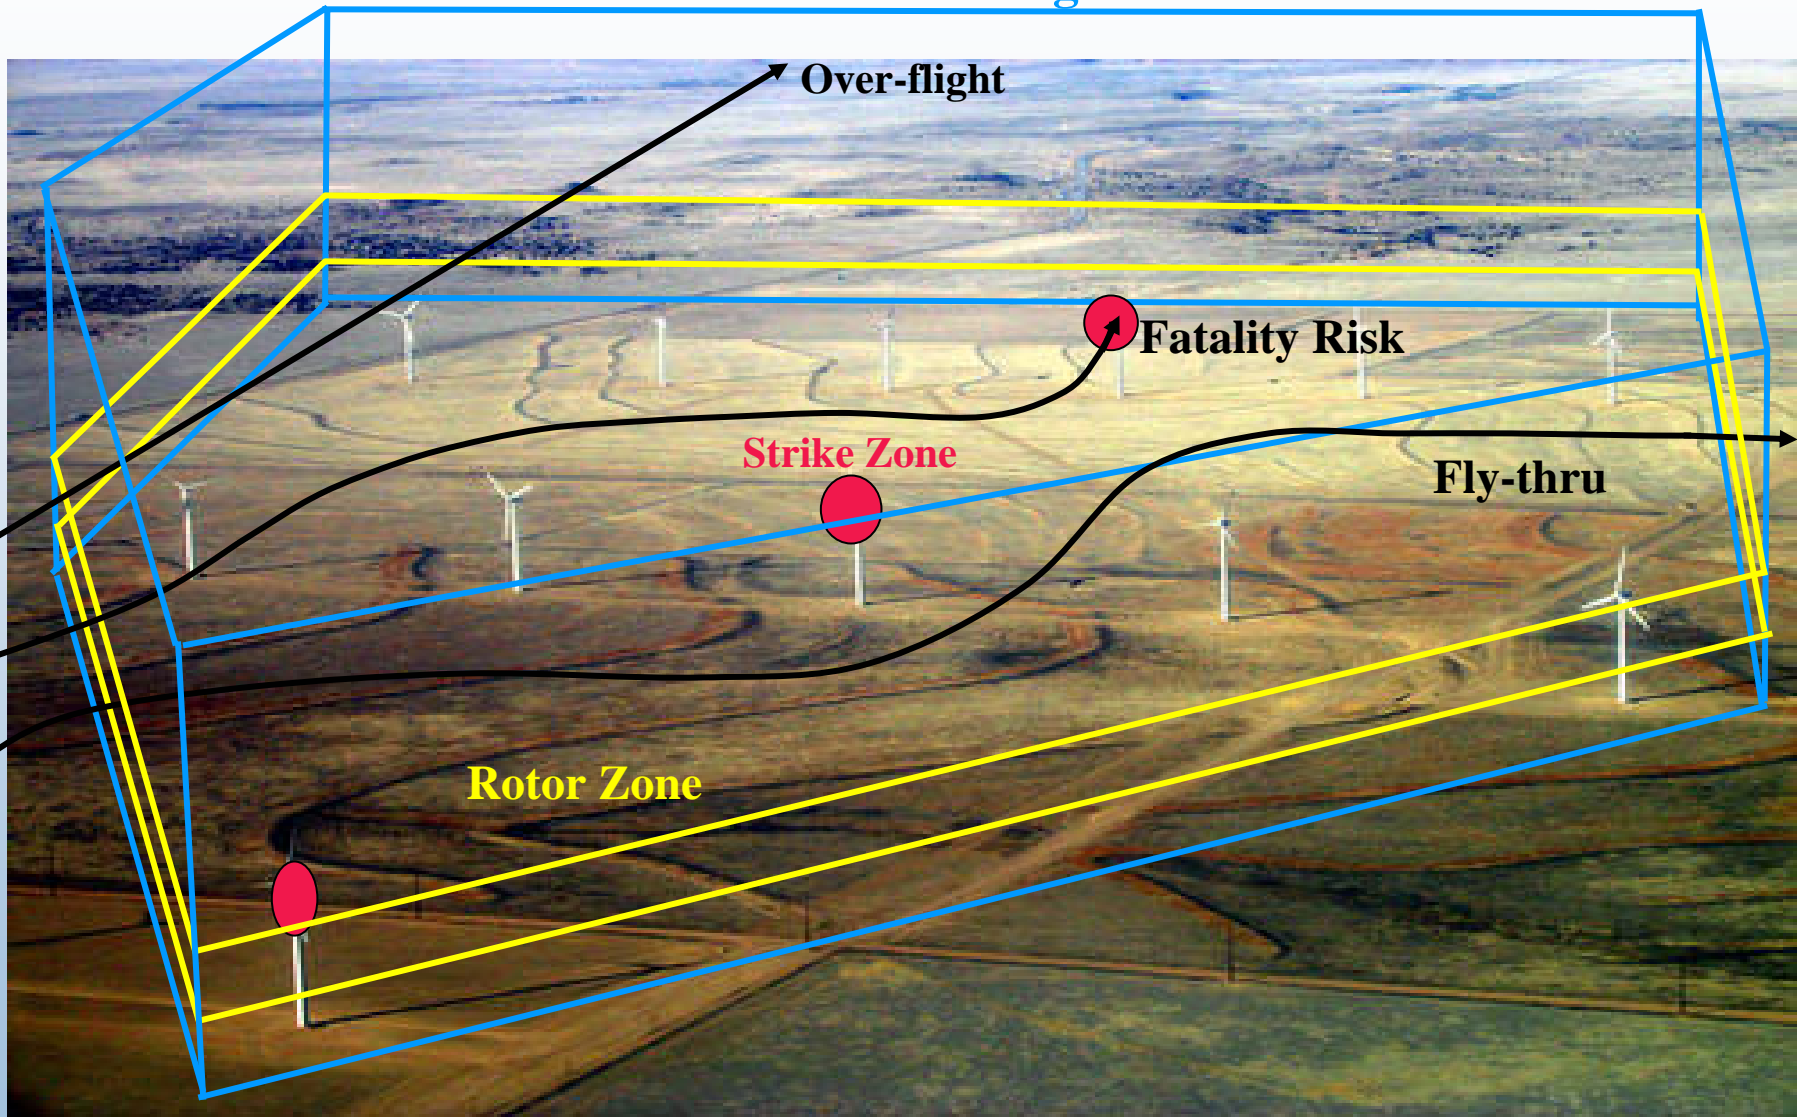 Over-flight
Fatality Risk
Strike Zone
Fly-thru
Rotor Zone